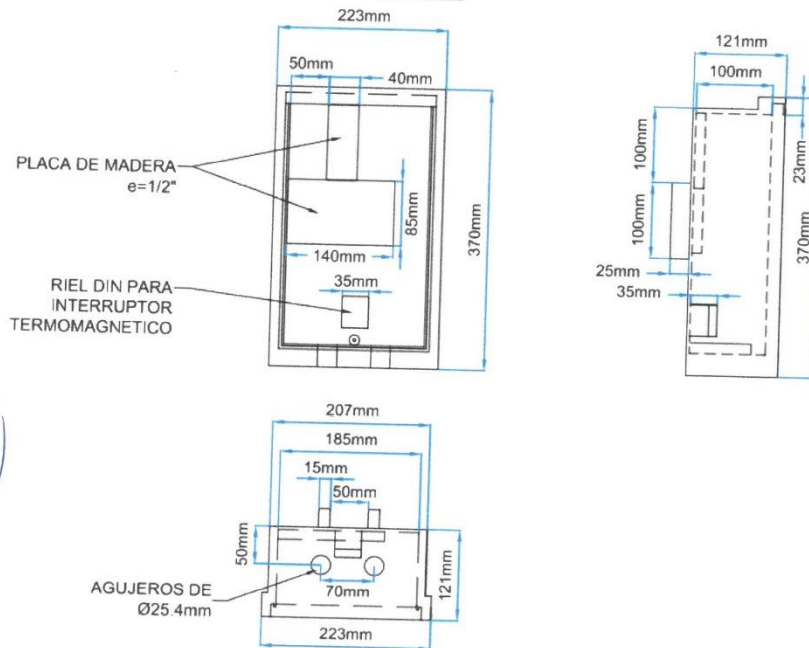 223mm
50mm
40mm
PLACA DE MADERA
e=1/2"
85mm
370mm
140mm
35mm
RIEL DIN PARA
INTERRUPTOR
TERMOMAGNETICO
121mm
100mm
23mm
100mm
100mm
370mm
25mm
35mm
207mm
185mm
15mm
50mm
50mm
70mm
121mm
AGUJEROS DE
Ø25.4mm
223mm